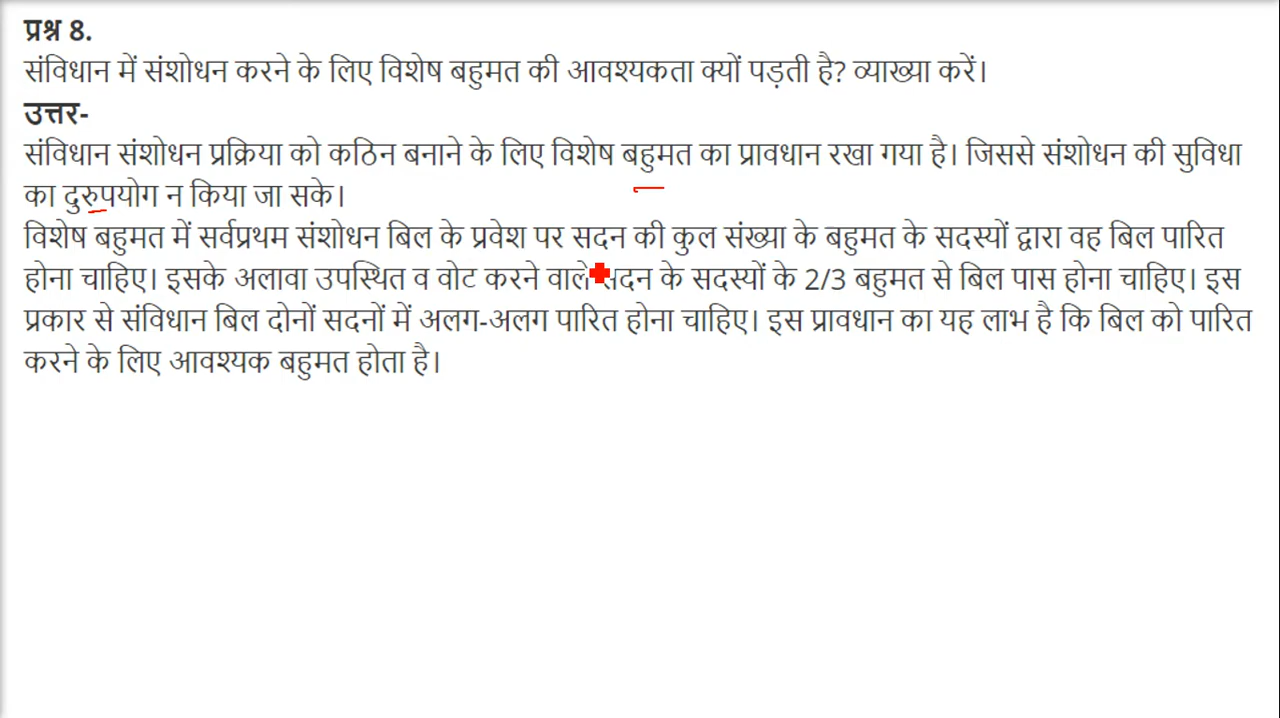 प्रश्न 8.
संविधान में संशोधन करने के लिए विशेष बहुमत की आवश्यकता क्यों पड़ती है? व्याख्या करें।
उत्तर-
संविधान संशोधन प्रक्रिया को कठिन बनाने के लिए विशेष बहुमत का प्रावधान रखा गया है। जिससे संशोधन की सुविधा
का दुरुपयोग न किया जा सके।
विशेष बहुमत में सर्वप्रथम संशोधन बिल के प्रवेश पर सदन की कुल संख्या के बहुमत के सदस्यों द्वारा वह बिल पारित
होना चाहिए। इसके अलावा उपस्थित व वोट करने वाले सदन के सदस्यों के 2/3 बहुमत से बिल पास होना चाहिए। इस
प्रकार से संविधान बिल दोनों सदनों में अलग-अलग पारित होना चाहिए। इस प्रावधान का यह लाभ है कि बिल को पारित
करने के लिए आवश्यक बहुमत होता है।